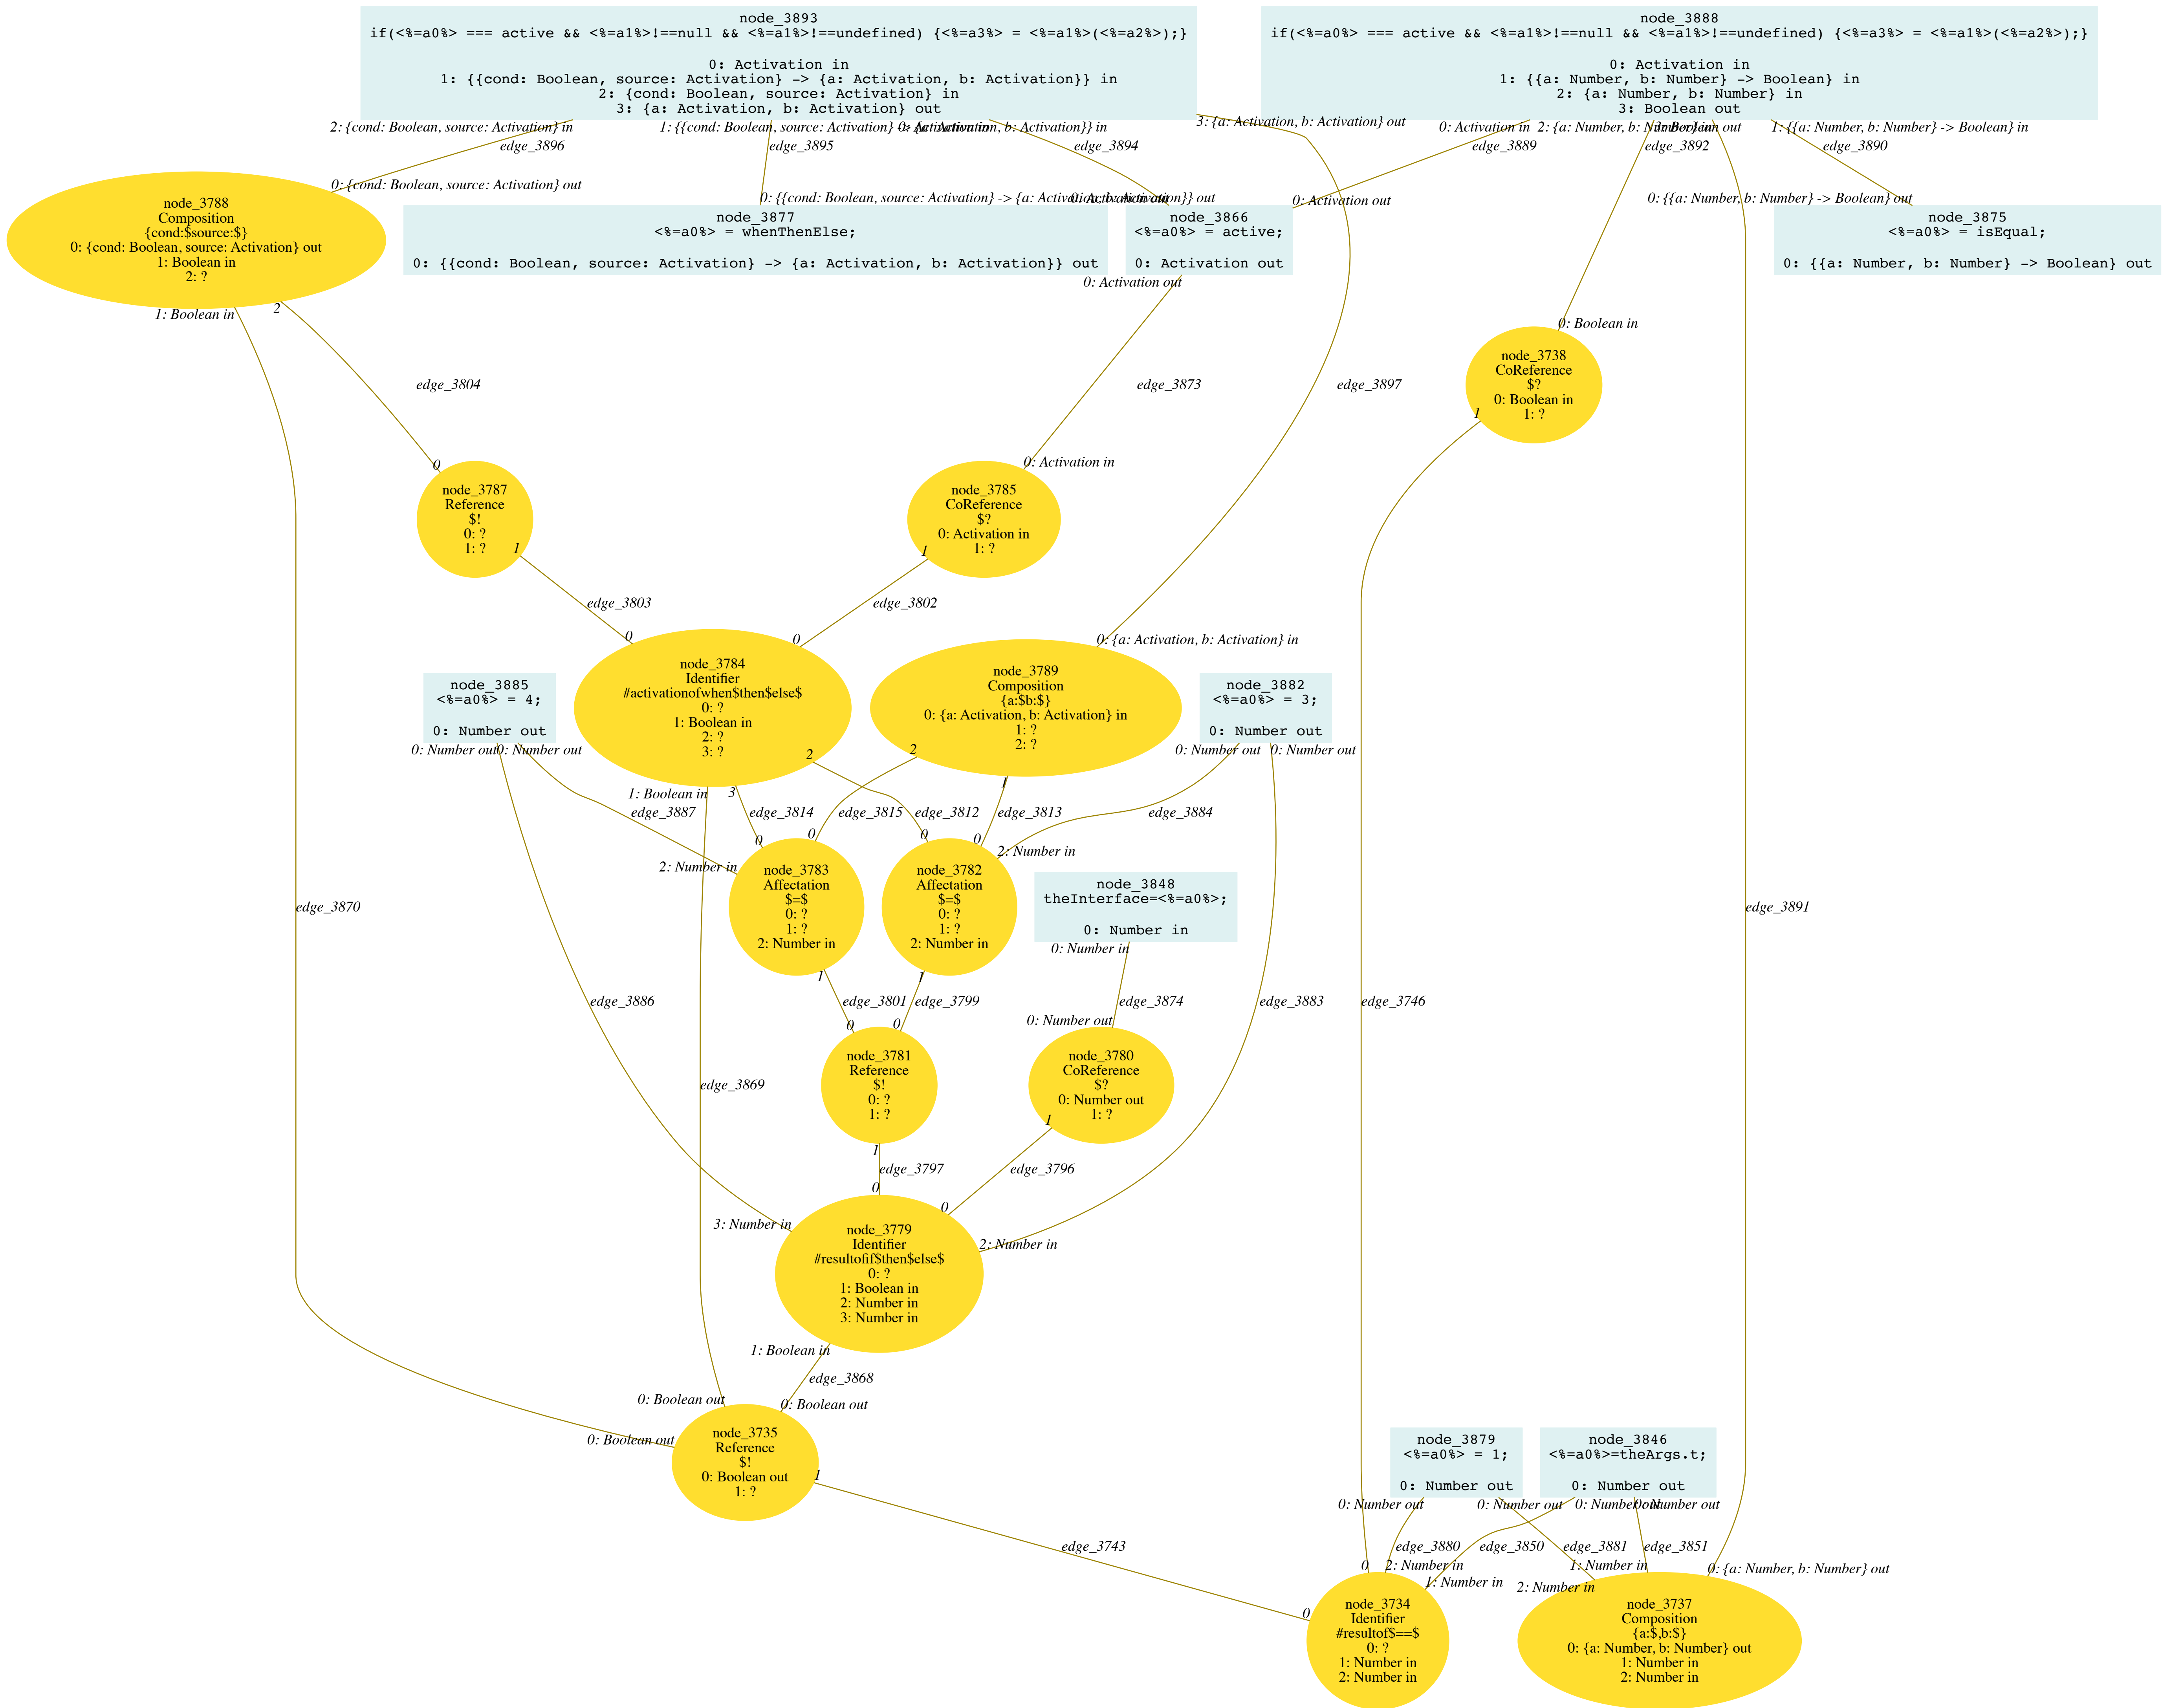 node_3893
if(<%=a0%> === active && <%=a1%>!==null && <%=a1%>!==undefined) {<%=a3%> = <%=a1%>(<%=a2%>);}
0: Activation in
1: {{cond: Boolean, source: Activation} -> {a: Activation, b: Activation}} in
2: {cond: Boolean, source: Activation} in
3: {a: Activation, b: Activation} out
node_3888
if(<%=a0%> === active && <%=a1%>!==null && <%=a1%>!==undefined) {<%=a3%> = <%=a1%>(<%=a2%>);}
0: Activation in
1: {{a: Number, b: Number} -> Boolean} in
2: {a: Number, b: Number} in
3: Boolean out
2: {cond: Boolean, source: Activation} in
1: {{cond: Boolean, source: Activation} -> {a: Activation, b: Activation}} in
0: Activation in
3: {a: Activation, b: Activation} out
0: Activation in
2: {a: Number, b: Number} in
3: Boolean out
1: {{a: Number, b: Number} -> Boolean} in
edge_3896
edge_3895
edge_3894
edge_3889
edge_3892
edge_3890
0: {cond: Boolean, source: Activation} out
0: {{cond: Boolean, source: Activation} -> {a: Activation, b: Activation}} out
0: Activation out
0: Activation out
0: {{a: Number, b: Number} -> Boolean} out
node_3788
Composition
{cond:$source:$}
0: {cond: Boolean, source: Activation} out
1: Boolean in
2: ?
node_3877
<%=a0%> = whenThenElse;
0: {{cond: Boolean, source: Activation} -> {a: Activation, b: Activation}} out
node_3866
<%=a0%> = active;
0: Activation out
node_3875
<%=a0%> = isEqual;
0: {{a: Number, b: Number} -> Boolean} out
1: Boolean in
2
0: Activation out
0: Boolean in
node_3738
CoReference
$?
0: Boolean in
1: ?
edge_3804
edge_3873
edge_3897
1
0
0: Activation in
node_3787
Reference
$!
0: ?
1: ?
node_3785
CoReference
$?
0: Activation in
1: ?
1
1
edge_3803
edge_3802
0
0
0: {a: Activation, b: Activation} in
node_3885
<%=a0%> = 4;
0: Number out
node_3784
Identifier
#activationofwhen$then$else$
0: ?
1: Boolean in
2: ?
3: ?
node_3789
Composition
{a:$b:$}
0: {a: Activation, b: Activation} in
1: ?
2: ?
node_3882
<%=a0%> = 3;
0: Number out
0: Number out
0: Number out
2
2
0: Number out
0: Number out
1: Boolean in
3
1
edge_3887
edge_3814
edge_3815
edge_3812
edge_3813
edge_3884
0
0
0
0
2: Number in
2: Number in
node_3783
Affectation
$=$
0: ?
1: ?
2: Number in
node_3782
Affectation
$=$
0: ?
1: ?
2: Number in
node_3848
theInterface=<%=a0%>;
0: Number in
edge_3870
edge_3891
0: Number in
1
1
edge_3886
edge_3801
edge_3799
edge_3874
edge_3883
edge_3746
0
0
0: Number out
node_3781
Reference
$!
0: ?
1: ?
node_3780
CoReference
$?
0: Number out
1: ?
edge_3869
1
1
edge_3797
edge_3796
0
0
3: Number in
2: Number in
node_3779
Identifier
#resultofif$then$else$
0: ?
1: Boolean in
2: Number in
3: Number in
1: Boolean in
edge_3868
0: Boolean out
0: Boolean out
0: Boolean out
node_3735
Reference
$!
0: Boolean out
1: ?
1
node_3879
<%=a0%> = 1;
0: Number out
node_3846
<%=a0%>=theArgs.t;
0: Number out
0: Number out
0: Number out
0: Number out
0: Number out
edge_3743
edge_3880
edge_3850
edge_3881
edge_3851
0
2: Number in
1: Number in
0: {a: Number, b: Number} out
1: Number in
2: Number in
0
node_3734
Identifier
#resultof$==$
0: ?
1: Number in
2: Number in
node_3737
Composition
{a:$,b:$}
0: {a: Number, b: Number} out
1: Number in
2: Number in